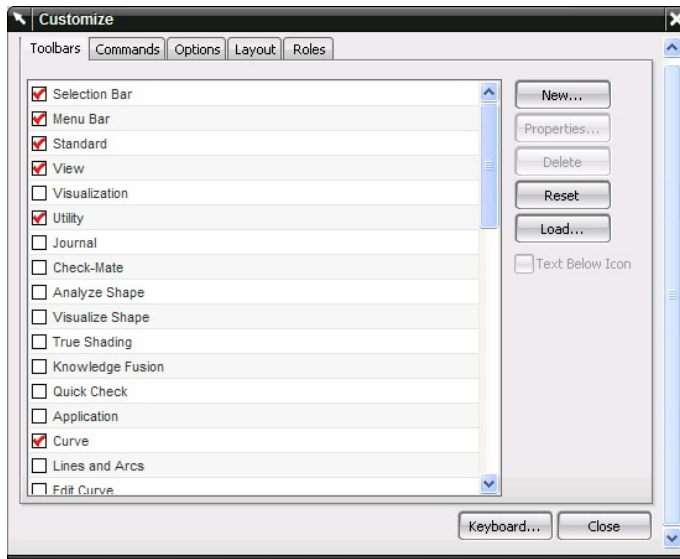 Customize
Toolbars Commands Options Layout Roles
Selection Bar
Menu Bar
Standard
View
Visualization
Utility
Journal
Check-Mate
Analyze Shape
Visualize Shape
True Shading
Knowledge Fusion
Quick Check
Application
Curve
Lines and Arcs
Edit Curve
New...
Properties...
Delete
Reset
Load...
Text Below Icon
Keyboard... Close